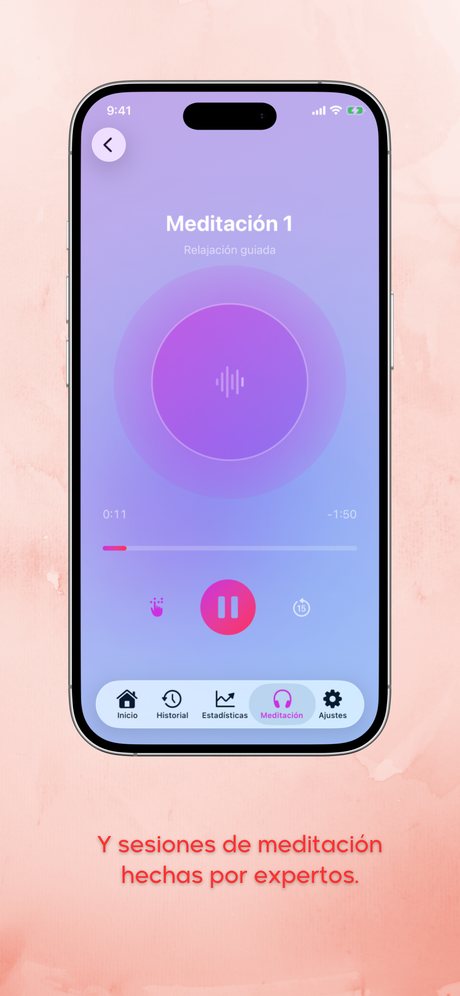 9:41
Meditación 1
Relajación guiada
0:11
-1:50
15
Inicio
Historial
Estadísticas
Meditación
Ajustes
Y sesiones de meditación
hechas por expertos.